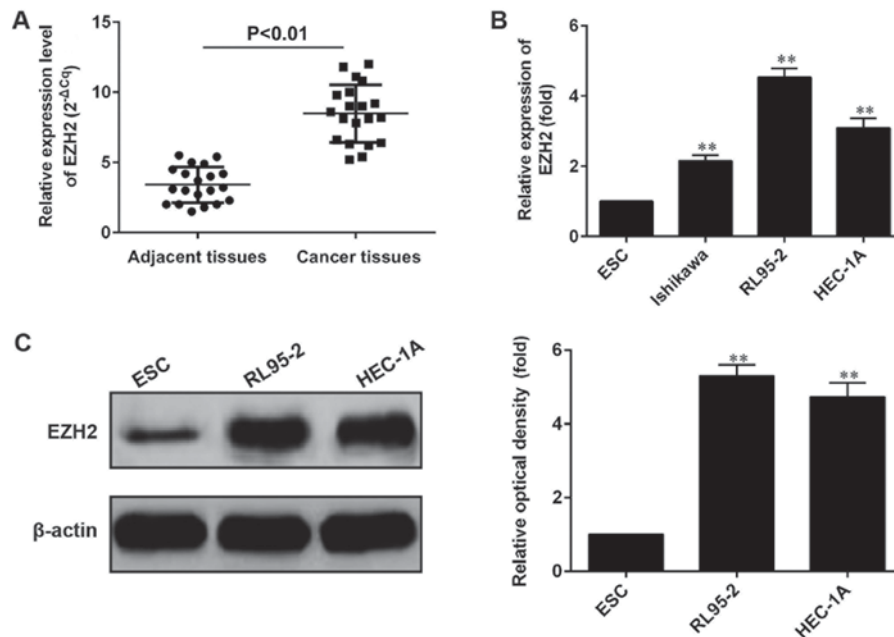 A
P<0.01
Relative expression level
of EZH2 (2-ΔCq)
15
10
5
0
Adjacent tissues
Cancer tissues
B
Relative expression of
EZH2 (fold)
6
4
2
0
**
**
**
ESC
Ishikawa
RL95-2
HEC-1A
C
ESC
RL95-2
HEC-1A
EZH2
β-actin
Relative optical density (fold)
6
4
2
0
**
**
ESC
RL95-2
HEC-1A